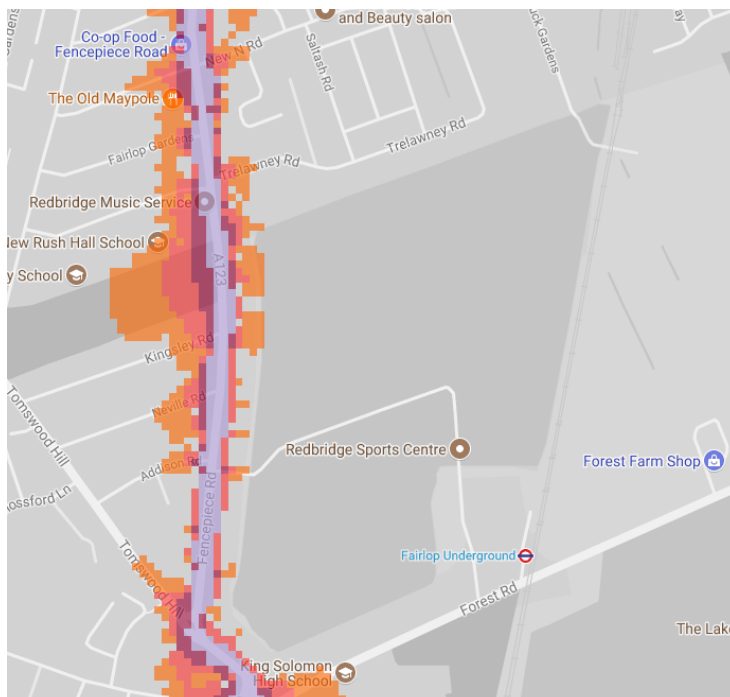 and Beauty salon
Co-op Food -
Fencepiece Road
New N Rd
Saltash Rd
Gardens
The Old Maypole
Fairlop Gardens
Trelawney Rd
Trelawney Rd
Redbridge Music Service
New Rush Hall School
y School
A123
Kingsley Rd
Neville Rd
Tomswood Hill
Addison Rd
Redbridge Sports Centre
Forest Farm Shop
Fencepiece Rd
Tomswood Hill
Fairlop Underground
Forest Rd
The Lake
King Solomon
High School